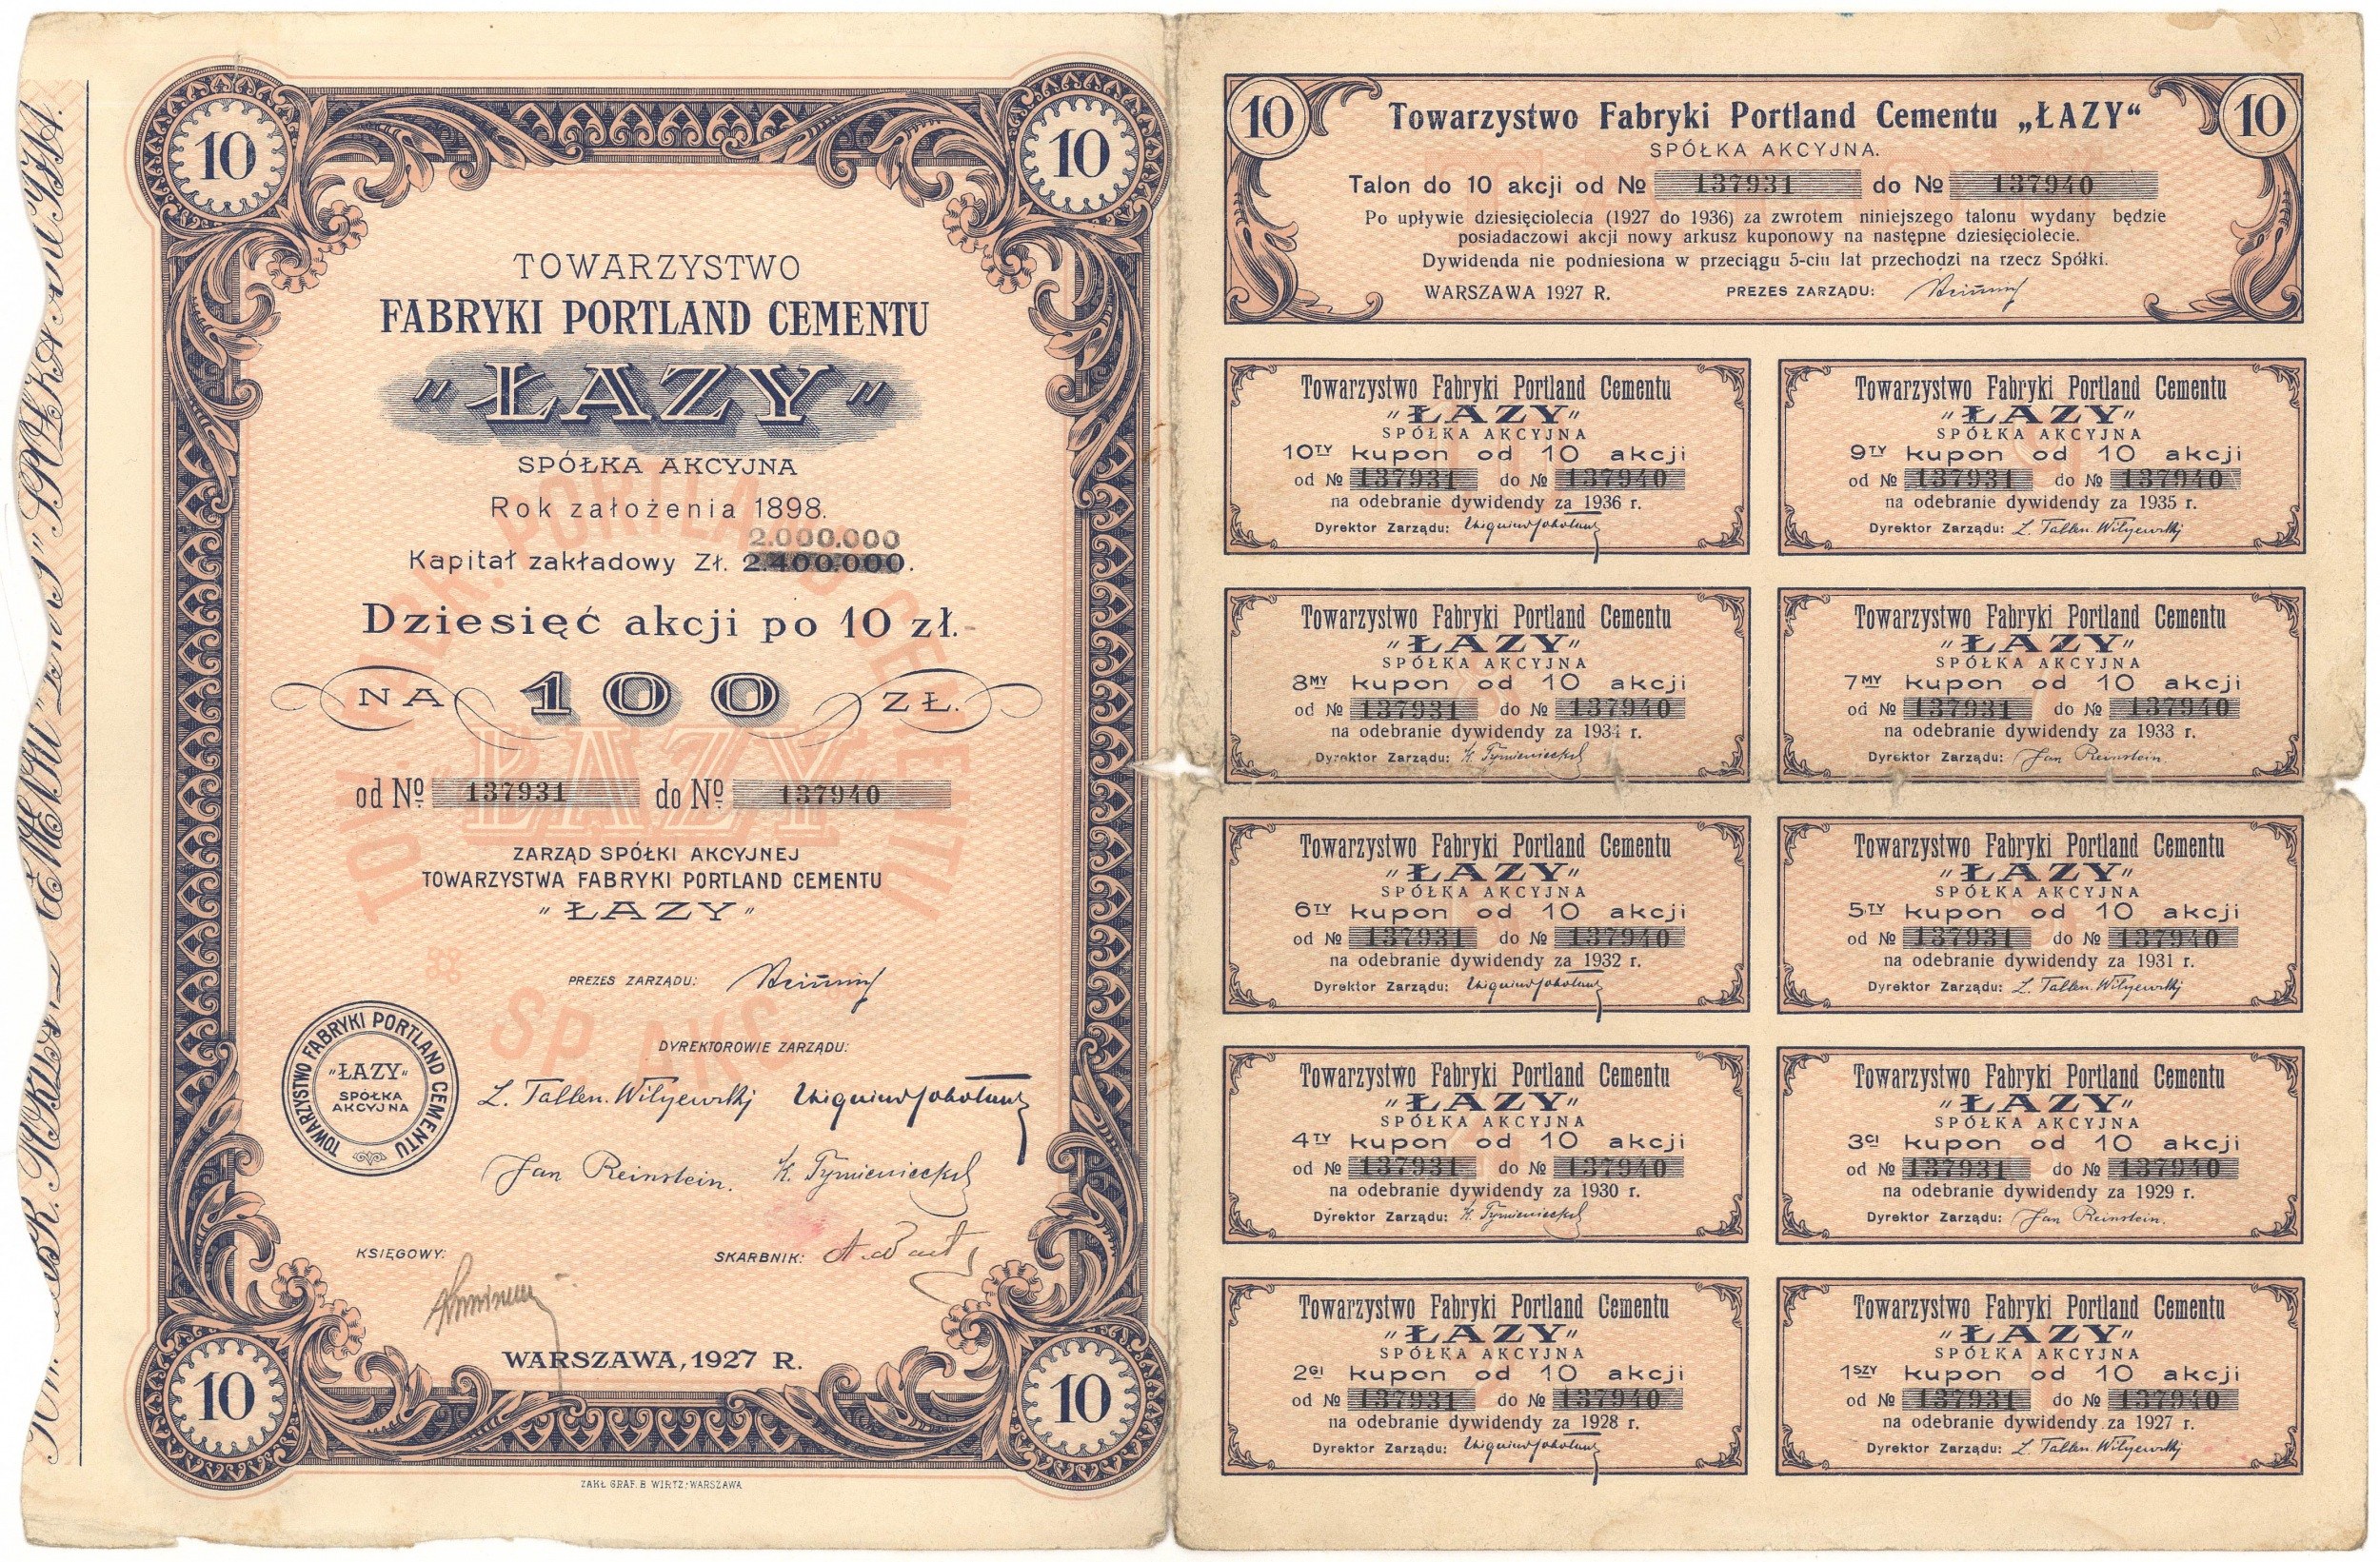 10
10
TOWARZYSTWO
FABRYKI PORTLAND CEMENTU
"ŁAZY"
SPÓŁKA AKCYJNA
Rok założenia 1898.
2.000.000
Kapitał zakładowy Zł. 2.400.000.
Dziesięć akcji po 10 zł.
NA 100 ZŁ.
od № 137931 do № 137940
ZARZĄD SPÓŁKI AKCYJNEJ
TOWARZYSTWA FABRYKI PORTLAND CEMENTU
"ŁAZY"
PREZES ZARZĄDU:
DYREKTOROWIE ZARZĄDU:
TOWARZYSTWO FABRYKI PORTLAND CEMENTU
"ŁAZY"
SPÓŁKA
AKCYJNA
Jan Reinstein. K. Tymieniecki
KSIĘGOWY:
SKARBNIK:
WARSZAWA, 1927 R.
10
10
ZAKŁ. GRAF. B. WIRTZ, WARSZAWA
10
10
Towarzystwo Fabryki Portland Cementu „ŁAZY“
SPÓŁKA AKCYJNA.
Talon do 10 akcji od № 137931 do № 137940
Po upływie dziesięciolecia (1927 do 1936) za zwrotem niniejszego talonu wydany będzie
posiadaczowi akcji nowy arkusz kuponowy na następne dziesięciolecie.
Dywidenda nie podniesiona w przeciągu 5-ciu lat przechodzi na rzecz Spółki.
WARSZAWA 1927 R. PREZES ZARZĄDU:
Towarzystwo Fabryki Portland Cementu
"ŁAZY"
SPÓŁKA AKCYJNA
10TY kupon od 10 akcji
od № 137931 do № 137940
na odebranie dywidendy za 1936 r.
Dyrektor Zarządu:
Towarzystwo Fabryki Portland Cementu
"ŁAZY"
SPÓŁKA AKCYJNA
9TY kupon od 10 akcji
od № 137931 do № 137940
na odebranie dywidendy za 1935 r.
Dyrektor Zarządu:
Towarzystwo Fabryki Portland Cementu
"ŁAZY"
SPÓŁKA AKCYJNA
8MY kupon od 10 akcji
od № 137931 do № 137940
na odebranie dywidendy za 1934 r.
Dyrektor Zarządu: K. Tymieniecki
Towarzystwo Fabryki Portland Cementu
"ŁAZY"
SPÓŁKA AKCYJNA
7MY kupon od 10 akcji
od № 137931 do № 137940
na odebranie dywidendy za 1933 r.
Dyrektor Zarządu: Jan Reinstein.
Towarzystwo Fabryki Portland Cementu
"ŁAZY"
SPÓŁKA AKCYJNA
6TY kupon od 10 akcji
od № 137931 do № 137940
na odebranie dywidendy za 1932 r.
Dyrektor Zarządu:
Towarzystwo Fabryki Portland Cementu
"ŁAZY"
SPÓŁKA AKCYJNA
5TY kupon od 10 akcji
od № 137931 do № 137940
na odebranie dywidendy za 1931 r.
Dyrektor Zarządu:
Towarzystwo Fabryki Portland Cementu
"ŁAZY"
SPÓŁKA AKCYJNA
4TY kupon od 10 akcji
od № 137931 do № 137940
na odebranie dywidendy za 1930 r.
Dyrektor Zarządu: K. Tymieniecki
Towarzystwo Fabryki Portland Cementu
"ŁAZY"
SPÓŁKA AKCYJNA
3CI kupon od 10 akcji
od № 137931 do № 137940
na odebranie dywidendy za 1929 r.
Dyrektor Zarządu: Jan Reinstein.
Towarzystwo Fabryki Portland Cementu
"ŁAZY"
SPÓŁKA AKCYJNA
2GI kupon od 10 akcji
od № 137931 do № 137940
na odebranie dywidendy za 1928 r.
Dyrektor Zarządu:
Towarzystwo Fabryki Portland Cementu
"ŁAZY"
SPÓŁKA AKCYJNA
1SZY kupon od 10 akcji
od № 137931 do № 137940
na odebranie dywidendy za 1927 r.
Dyrektor Zarządu: